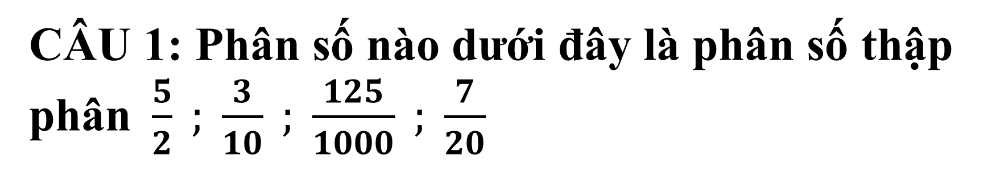 CÂU 1: Phân số nào dưới đây là phân số thập
phân 5/2 ; 3/10 ; 125/1000 ; 7/20